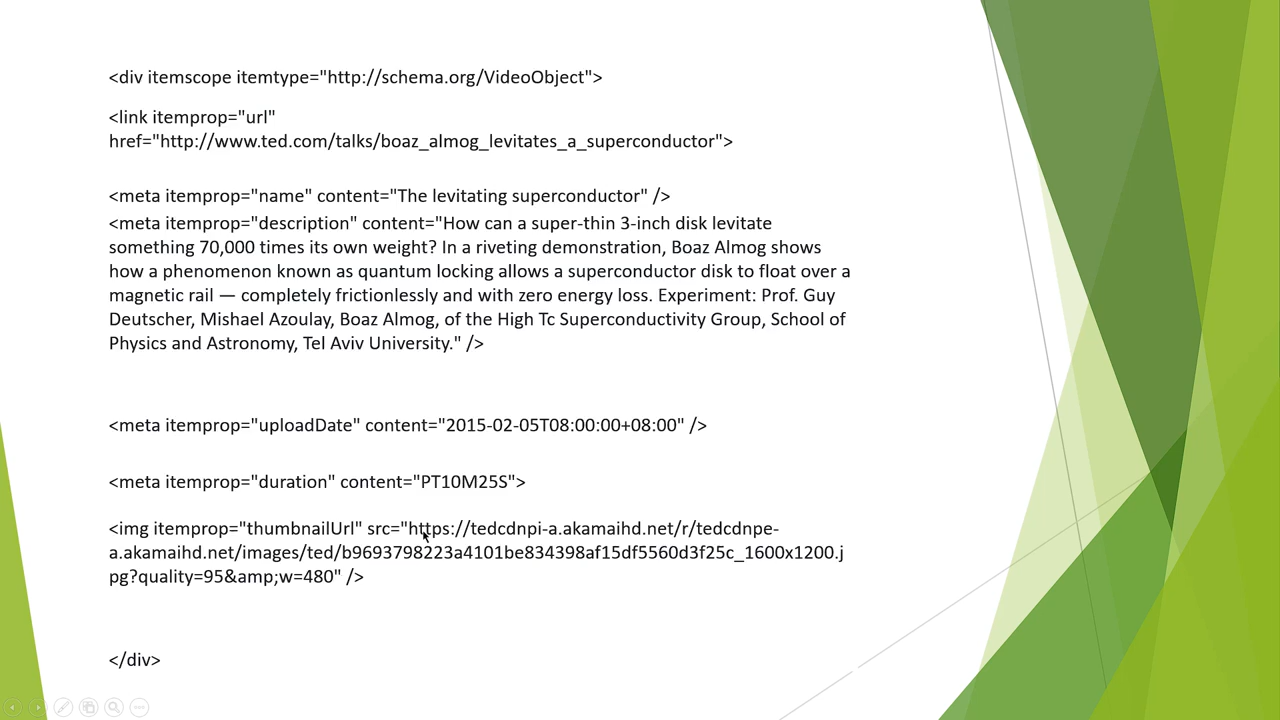 <div itemscope itemtype="http://schema.org/VideoObject">
<link itemprop="url"
href="http://www.ted.com/talks/boaz_almog_levitates_a_superconductor">
<meta itemprop="name" content="The levitating superconductor" />
<meta itemprop="description" content="How can a super-thin 3-inch disk levitate
something 70,000 times its own weight? In a riveting demonstration, Boaz Almog shows
how a phenomenon known as quantum locking allows a superconductor disk to float over a
magnetic rail — completely frictionlessly and with zero energy loss. Experiment: Prof. Guy
Deutscher, Mishael Azoulay, Boaz Almog, of the High Tc Superconductivity Group, School of
Physics and Astronomy, Tel Aviv University." />
<meta itemprop="uploadDate" content="2015-02-05T08:00:00+08:00" />
<meta itemprop="duration" content="PT10M25S">
<img itemprop="thumbnailUrl" src="https://tedcdnpi-a.akamaihd.net/r/tedcdnpe-
a.akamaihd.net/images/ted/b9693798223a4101be834398af15df5560d3f25c_1600x1200.j
pg?quality=95&amp;w=480" />
</div>